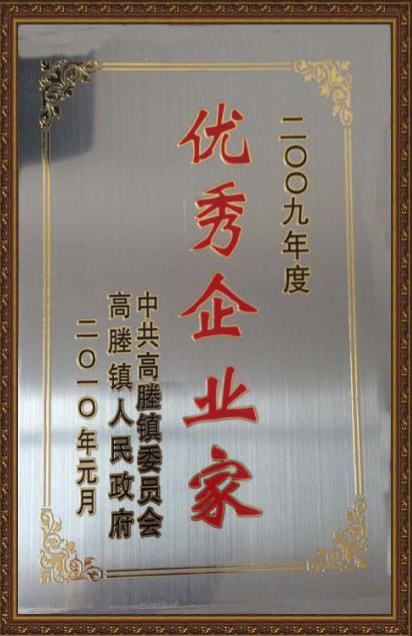 二〇〇九年度
优秀企业家
中共高塍镇委员会
高塍镇人民政府
二〇一〇年元月